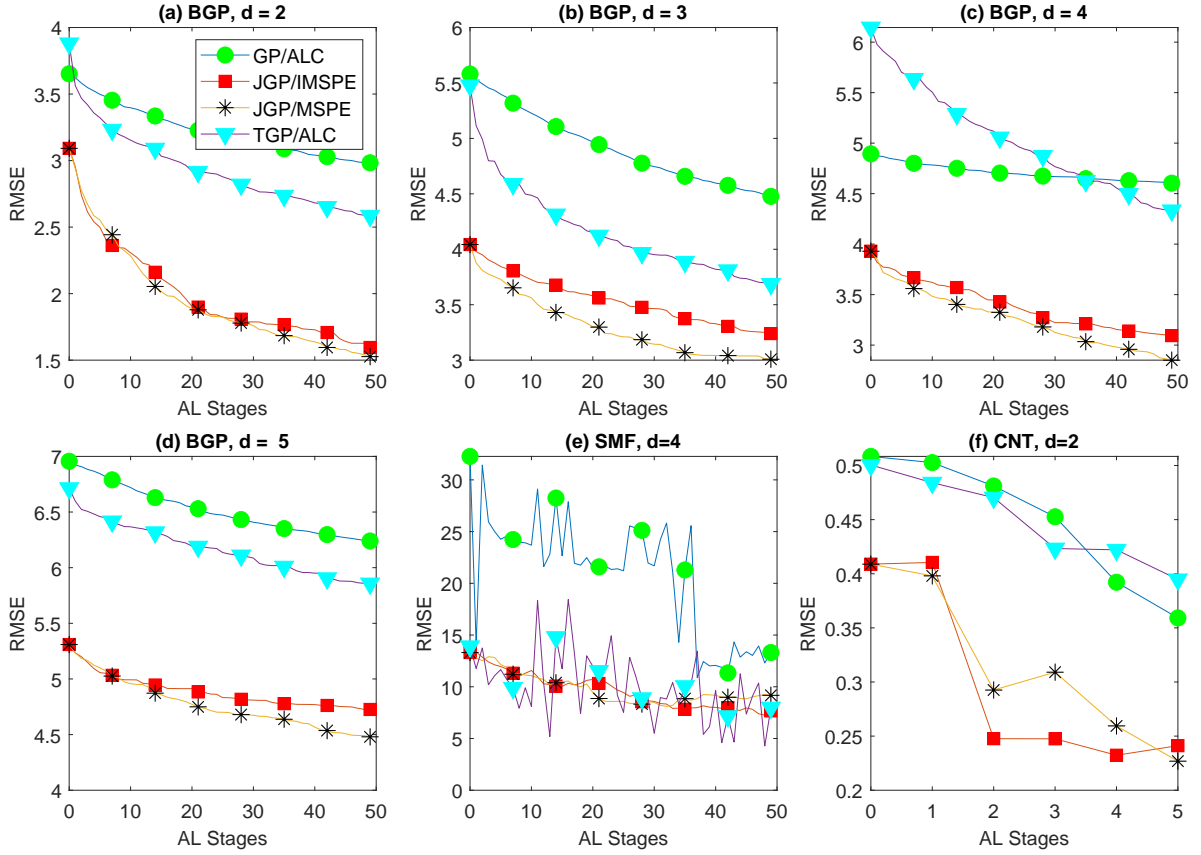 (a) BGP, d = 2
RMSE
4
3.5
3
2.5
2
1.5
0 10 20 30 40 50
AL Stages
GP/ALC
JGP/IMSPE
JGP/MSPE
TGP/ALC
(b) BGP, d = 3
RMSE
6
5.5
5
4.5
4
3.5
3
0 10 20 30 40 50
AL Stages
(c) BGP, d = 4
RMSE
6
5.5
5
4.5
4
3.5
3
0 10 20 30 40 50
AL Stages
(d) BGP, d = 5
RMSE
7
6.5
6
5.5
5
4.5
4
0 10 20 30 40 50
AL Stages
(e) SMF, d=4
RMSE
30
25
20
15
10
5
0
0 10 20 30 40 50
AL Stages
(f) CNT, d=2
RMSE
0.5
0.45
0.4
0.35
0.3
0.25
0.2
0 1 2 3 4 5
AL Stages